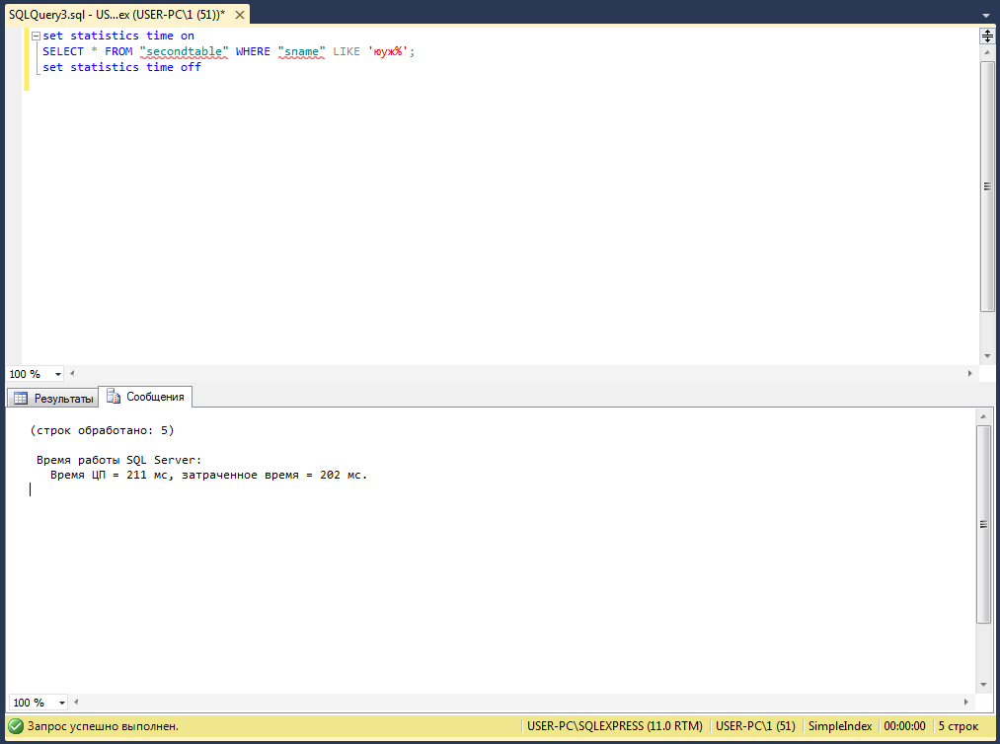 SQLQuery3.sql - US...ex (USER-PC\1 (51))*
set statistics time on
SELECT * FROM "secondtable" WHERE "sname" LIKE 'юуж%';
set statistics time off
100 %
Результаты Сообщения
(строк обработано: 5)
Время работы SQL Server:
Время ЦП = 211 мс, затраченное время = 202 мс.
100 %
Запрос успешно выполнен. USER-PC\SQLEXPRESS (11.0 RTM) USER-PC\1 (51) SimpleIndex 00:00:00 5 строк